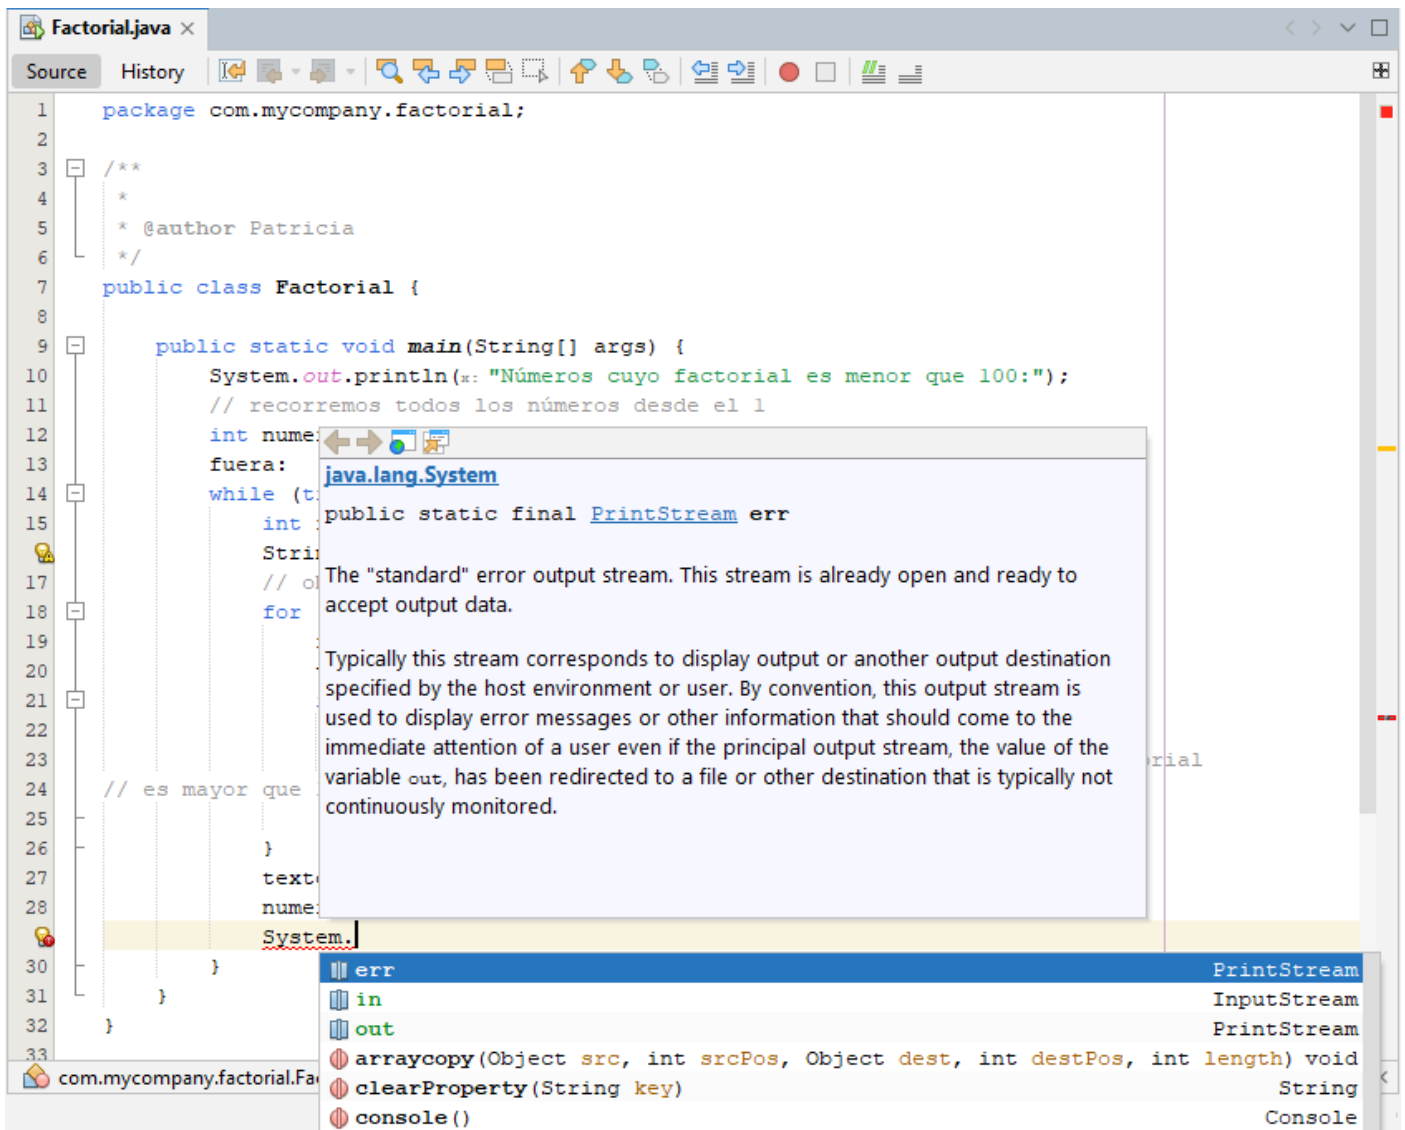 Factorial.java
Source History
1 package com.mycompany.factorial;
2
3 /**
4 *
5 * @author Patricia
6 */
7 public class Factorial {
8
9 public static void main(String[] args) {
10 System.out.println(x: "Números cuyo factorial es menor que 100:");
11 // recorremos todos los números desde el 1
12 int nume
13 fuera:
14 while (t
15 int
Stri
17 // o
18 for
19
20
21
22
23 rial
24 // es mayor que
25
26 }
27 text
28 nume
System.
30 }
31 }
32 }
33
java.lang.System
public static final PrintStream err
The "standard" error output stream. This stream is already open and ready to
accept output data.
Typically this stream corresponds to display output or another output destination
specified by the host environment or user. By convention, this output stream is
used to display error messages or other information that should come to the
immediate attention of a user even if the principal output stream, the value of the
variable out, has been redirected to a file or other destination that is typically not
continuously monitored.
err PrintStream
in InputStream
out PrintStream
arraycopy(Object src, int srcPos, Object dest, int destPos, int length) void
clearProperty(String key) String
console() Console
com.mycompany.factorial.Fa